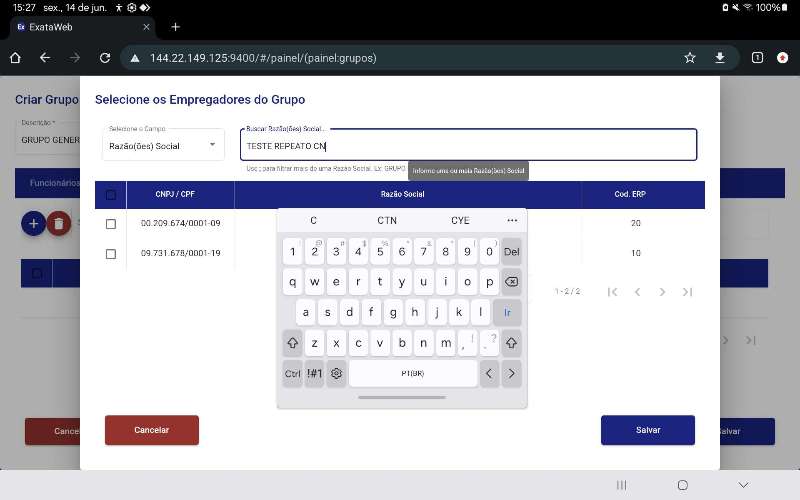 15:27 sex., 14 de jun. 100%
Ex ExataWeb
144.22.149.125:9400/#/painel/(painel:grupos) 1
Criar Grupo
Selecione os Empregadores do Grupo
Descrição *
GRUPO GENER
Selecione o Campo
Razão(ões) Social
Buscar Razão(ões) Social...
TESTE REPEATO CN
Use ; para filtrar mais de uma Razão Social. Ex: GRUPO
Informe uma ou mais Razão(ões) Social
Funcionários
CNPJ / CPF Razão Social Cod. ERP
00.209.674/0001-09 20
09.731.678/0001-19 10
1 - 2 / 2
C CTN CYE ...
1 2 @ 3 # 4 $ 5 % 6 7 & 8 * 9 ( 0 ) Del
q w e r t y u i o p
a s d f g h j k l Ir
z x c v b n m , ! . ?
Ctrl !#1 PT(BR) < >
Cance
Cancelar
Salvar
Salvar